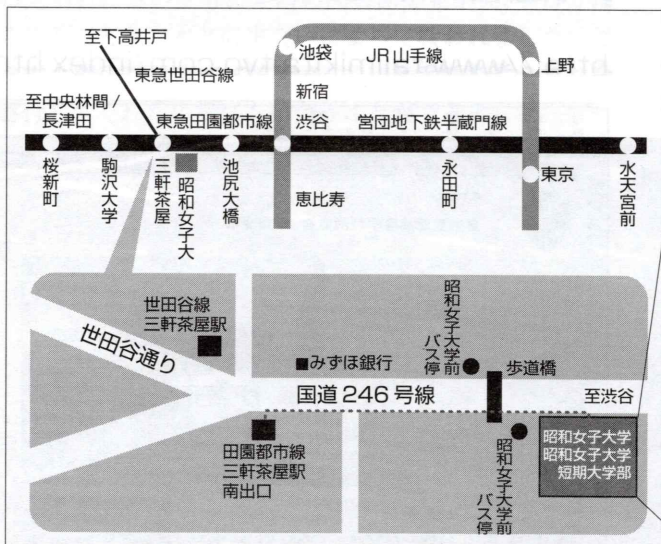 至下高井戸
東急世田谷線
至中央林間/
長津田
東急田園都市線
池袋
JR山手線
上野
新宿
渋谷
営団地下鉄半蔵門線
桜新町
駒沢大学
三軒茶屋
昭和女子大
池尻大橋
恵比寿
永田町
東京
水天宮前
世田谷線
三軒茶屋駅
世田谷通り
みずほ銀行
昭和女子大学前
バス停
歩道橋
国道246号線
至渋谷
田園都市線
三軒茶屋駅
南出口
昭和女子大学前
バス停
昭和女子大学
昭和女子大学
短期大学部